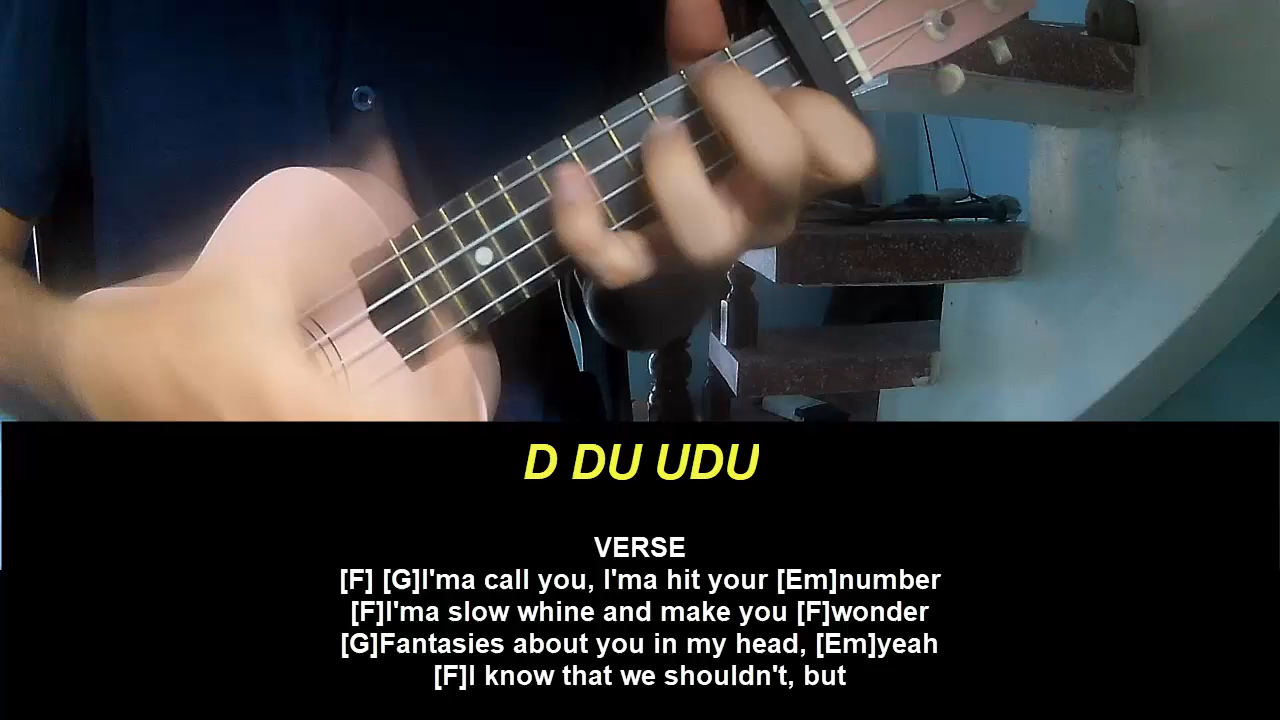 D DU UDU
VERSE
[F] [G]I'ma call you, I'ma hit your [Em]number
[F]I'ma slow whine and make you [F]wonder
[G]Fantasies about you in my head, [Em]yeah
[F]I know that we shouldn't, but